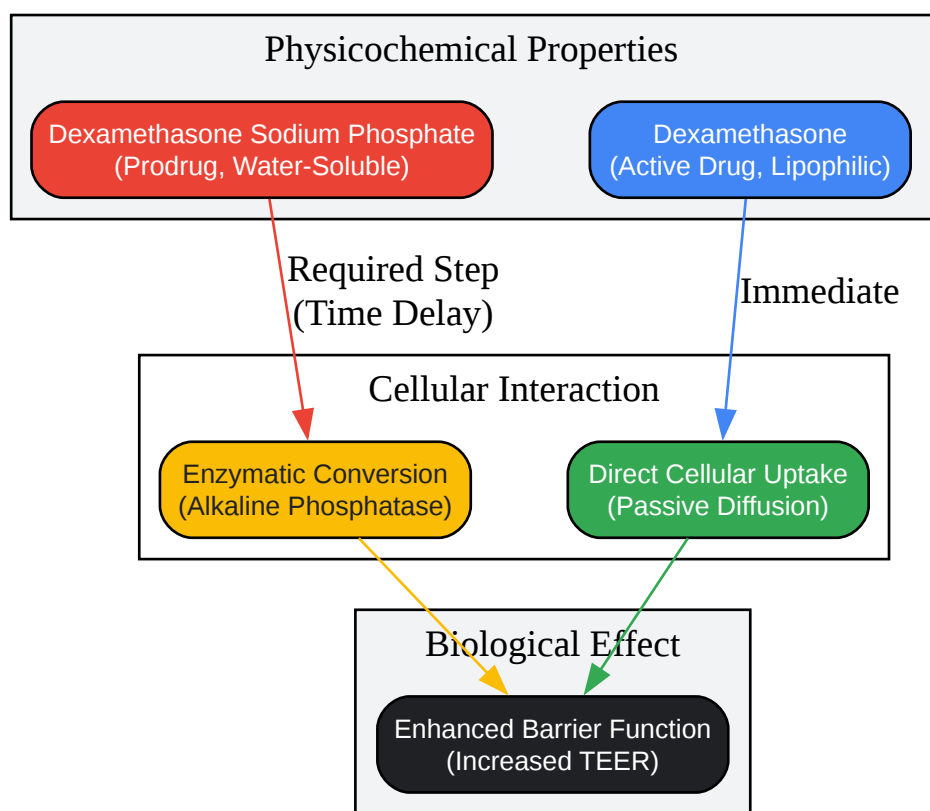 Physicochemical Properties
Dexamethasone Sodium Phosphate
(Prodrug, Water-Soluble)
Dexamethasone
(Active Drug, Lipophilic)
Required Step
(Time Delay)
Immediate
Cellular Interaction
Enzymatic Conversion
(Alkaline Phosphatase)
Direct Cellular Uptake
(Passive Diffusion)
Biological Effect
Enhanced Barrier Function
(Increased TEER)